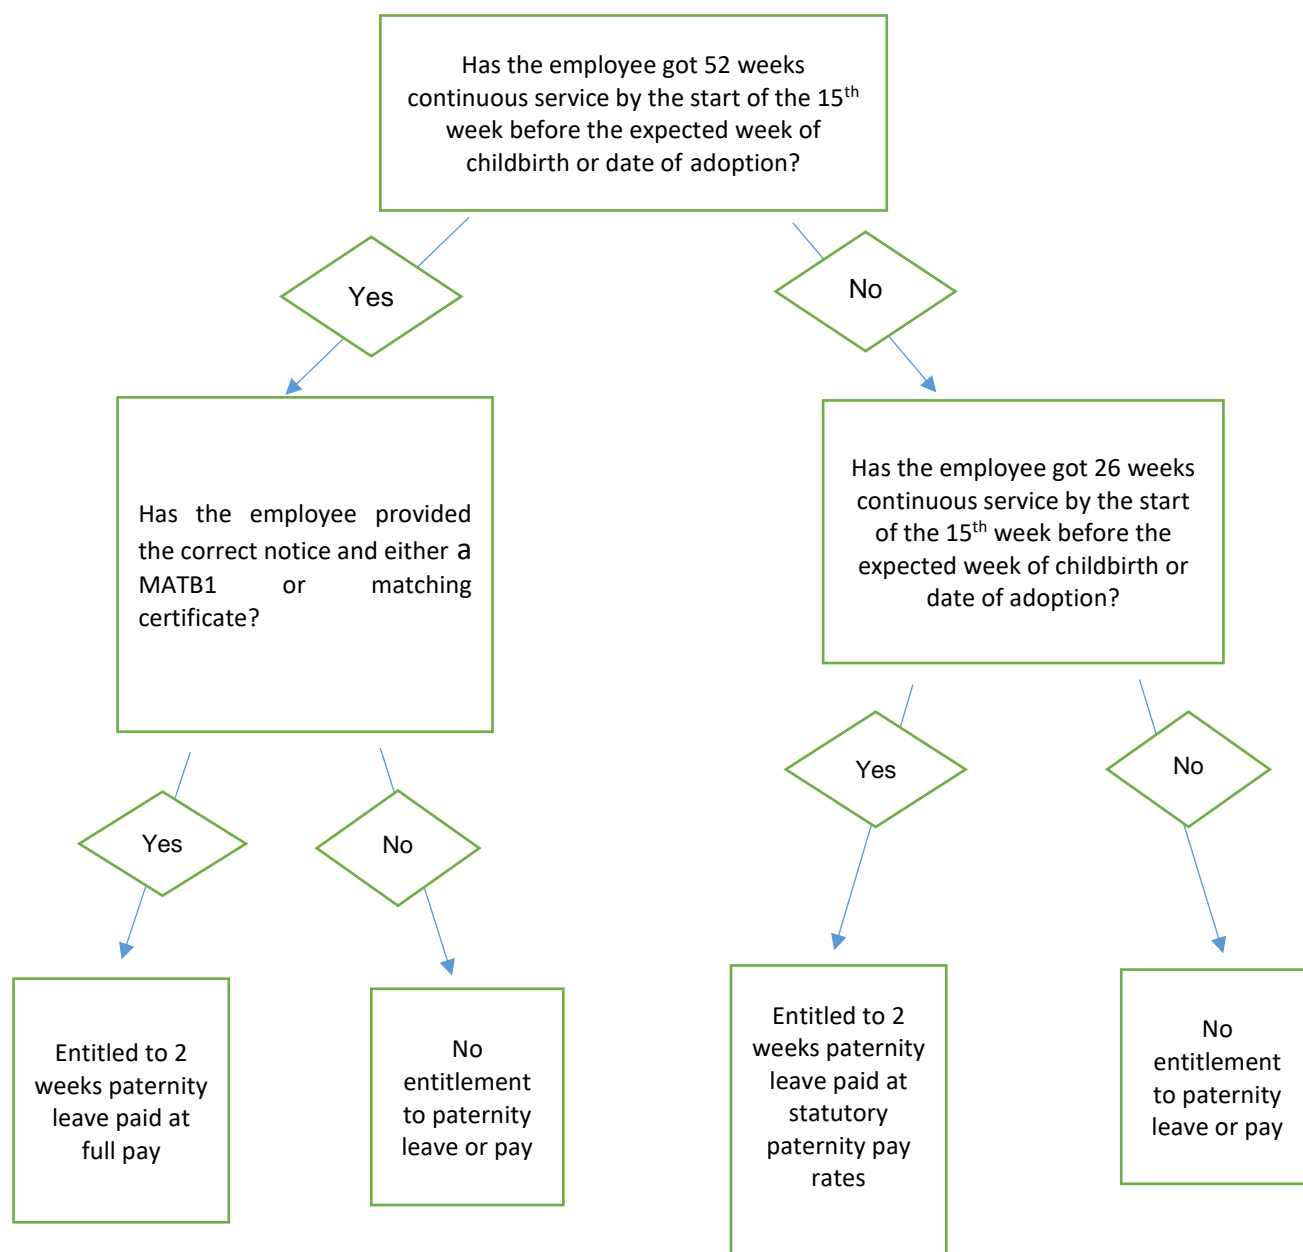 Has the employee got 52 weeks
continuous service by the start of the 15th
week before the expected week of
childbirth or date of adoption?
Yes
No
Has the employee provided
the correct notice and either a
MATB1 or matching
certificate?
Has the employee got 26 weeks
continuous service by the start
of the 15th week before the
expected week of childbirth or
date of adoption?
Yes
No
Yes
No
Entitled to 2
weeks paternity
leave paid at
full pay
No
entitlement
to paternity
leave or pay
Entitled to 2
weeks paternity
leave paid at
statutory
paternity pay
rates
No
entitlement
to paternity
leave or pay